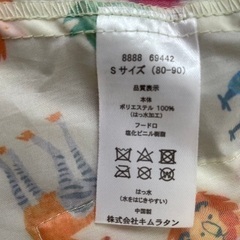 8888 69442
Sサイズ (80-90)
品質表示
本体
ポリエステル 100%
(はっ水加工)
フードロ
塩化ビニル樹脂
はっ水
(水をはじきやすい)
中国製
株式会社キムラタン